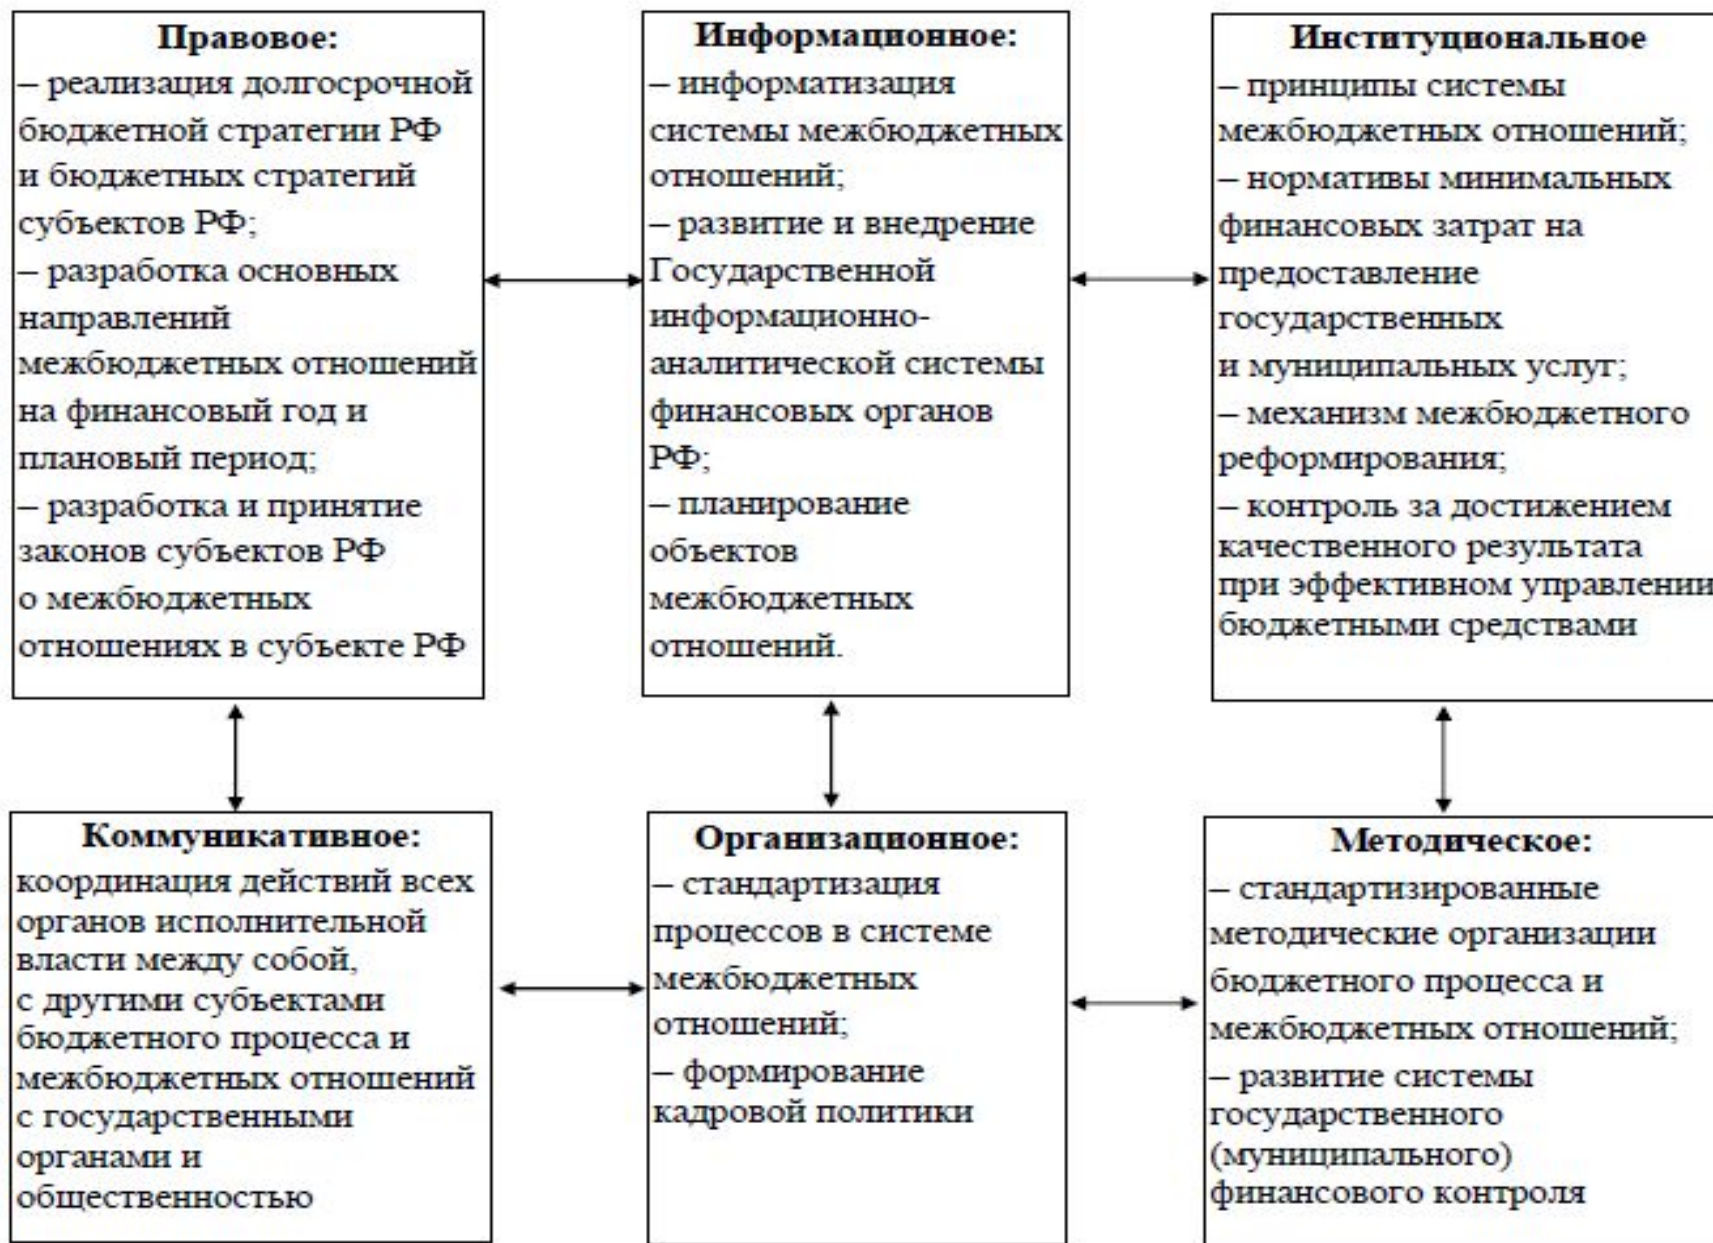 Правовое:
– реализация долгосрочной
бюджетной стратегии РФ
и бюджетных стратегий
субъектов РФ;
– разработка основных
направлений
межбюджетных отношений
на финансовый год и
плановый период;
– разработка и принятие
законов субъектов РФ
о межбюджетных
отношениях в субъекте РФ
Информационное:
– информатизация
системы межбюджетных
отношений;
– развитие и внедрение
Государственной
информационно-
аналитической системы
финансовых органов
РФ;
– планирование
объектов
межбюджетных
отношений.
Институциональное
– принципы системы
межбюджетных отношений;
– нормативы минимальных
финансовых затрат на
предоставление
государственных
и муниципальных услуг;
– механизм межбюджетного
реформирования;
– контроль за достижением
качественного результата
при эффективном управлении
бюджетными средствами
Коммуникативное:
координация действий всех
органов исполнительной
власти между собой,
с другими субъектами
бюджетного процесса и
межбюджетных отношений
с государственными
органами и
общественностью
Организационное:
– стандартизация
процессов в системе
межбюджетных
отношений;
– формирование
кадровой политики
Методическое:
– стандартизированные
методические организации
бюджетного процесса и
межбюджетных отношений;
– развитие системы
государственного
(муниципального)
финансового контроля